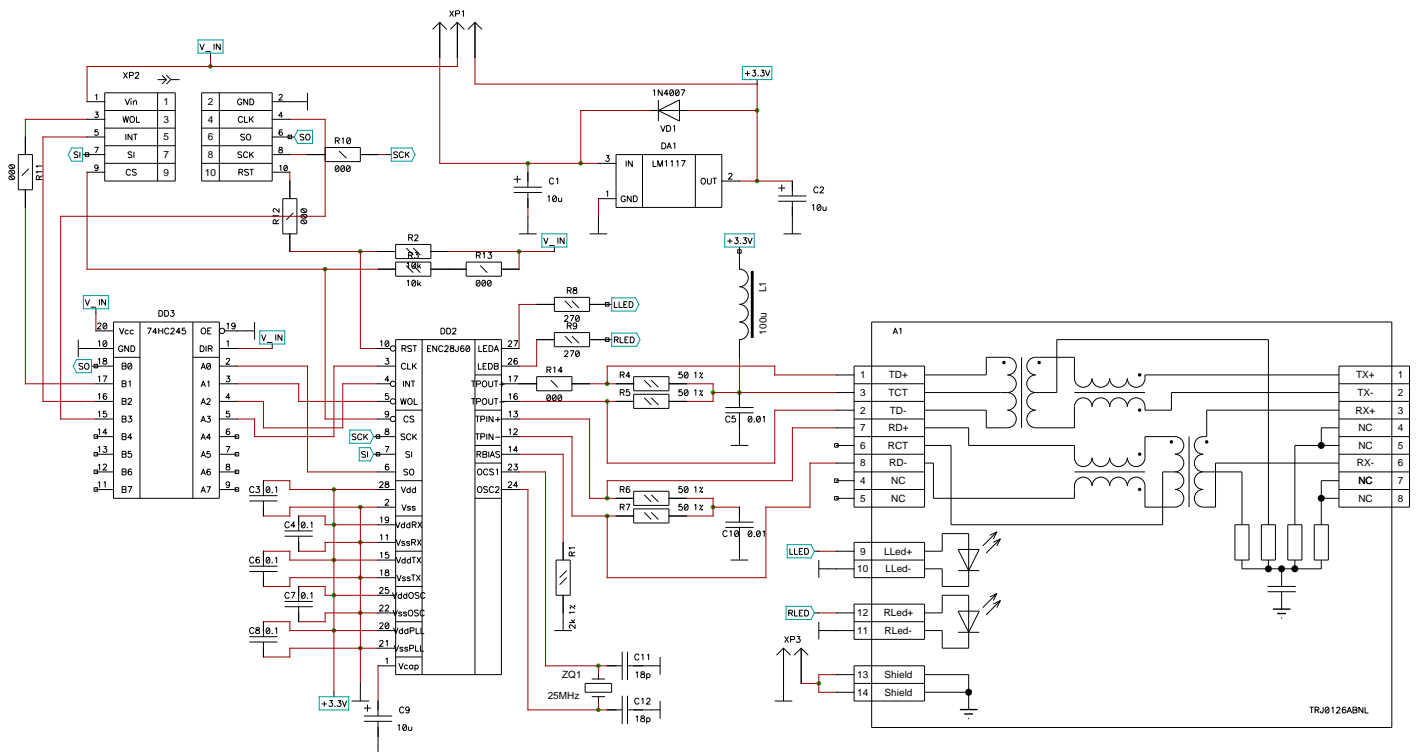 XP1
V_IN
XP2
+3.3V
1 Vin 1
2 GND 2
3 WOL 3
4 CLK 4
5 INT 5
6 SO 6 SO
SI 7 SI 7
8 SCK 8
9 CS 9
10 RST 10
R10
000
SCK
R11
000
R12
000
1N4007
VD1
DA1
3 IN LM1117
OUT 2
1 GND
C1
10u
C2
10u
R2
10k
R3
10k
R13
000
V_IN
+3.3V
L1
100u
V_IN
DD3
74HC245
20 Vcc OE 19
V_IN
10 GND DIR 1
SO 18 B0 A0 2
17 B1 A1 3
16 B2 A2 4
15 B3 A3 5
14 B4 A4 6
13 B5 A5 7
12 B6 A6 8
11 B7 A7 9
DD2
ENC28J60
10 RST LEDA 27
3 CLK LEDB 26
4 INT TPOUT+ 17
5 WOL TPOUT- 16
9 CS TPIN+ 13
SCK 8 SCK TPIN- 12
SI 7 SI RBIAS 14
6 SO OCS1 23
28 Vdd OSC2 24
2 Vss
19 VddRX
11 VssRX
15 VddTX
18 VssTX
25 VddOSC
22 VssOSC
20 VddPLL
21 VssPLL
1 Vcop
R8
270
LLED
R9
270
RLED
R14
000
R4 50 1%
R5 50 1%
C5 0.01
R6 50 1%
R7 50 1%
C10 0.01
C3 0.1
C4 0.1
C6 0.1
C7 0.1
C8 0.1
+3.3V
C9
10u
R1
2k 1%
ZQ1
25MHz
C11
18p
C12
18p
A1
1 TD+
3 TCT
2 TD-
7 RD+
6 RCT
8 RD-
4 NC
5 NC
LLED 9 LLed+
10 LLed-
RLED 12 RLed+
11 RLed-
XP3
13 Shield
14 Shield
TX+ 1
TX- 2
RX+ 3
NC 4
NC 5
RX- 6
NC 7
NC 8
TRJ0126ABNL